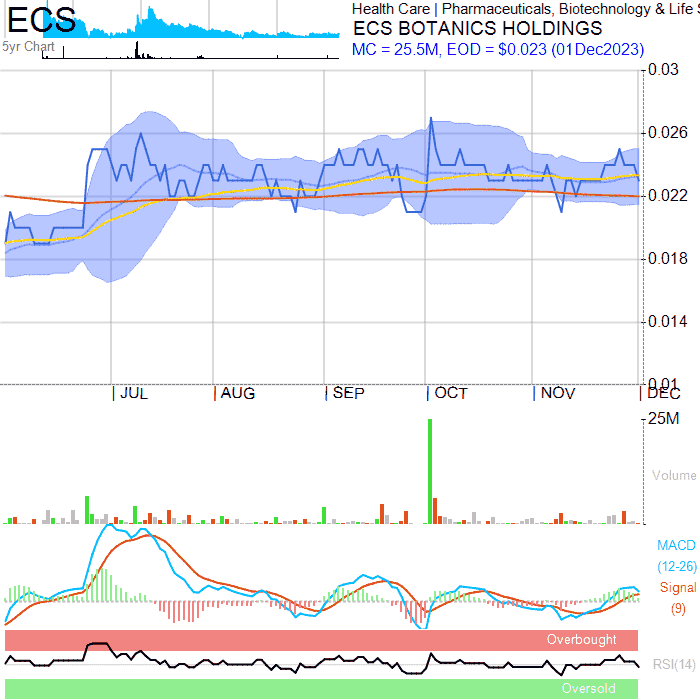 ECS
5yr Chart
Health Care | Pharmaceuticals, Biotechnology & Life S
ECS BOTANICS HOLDINGS
MC = 25.5M, EOD = $0.023 (01Dec2023)
0.03
0.026
0.022
0.018
0.014
0.01
JUL AUG SEP OCT NOV DEC
25M
Volume
MACD
(12-26)
Signal
(9)
Overbought
RSI(14)
Oversold